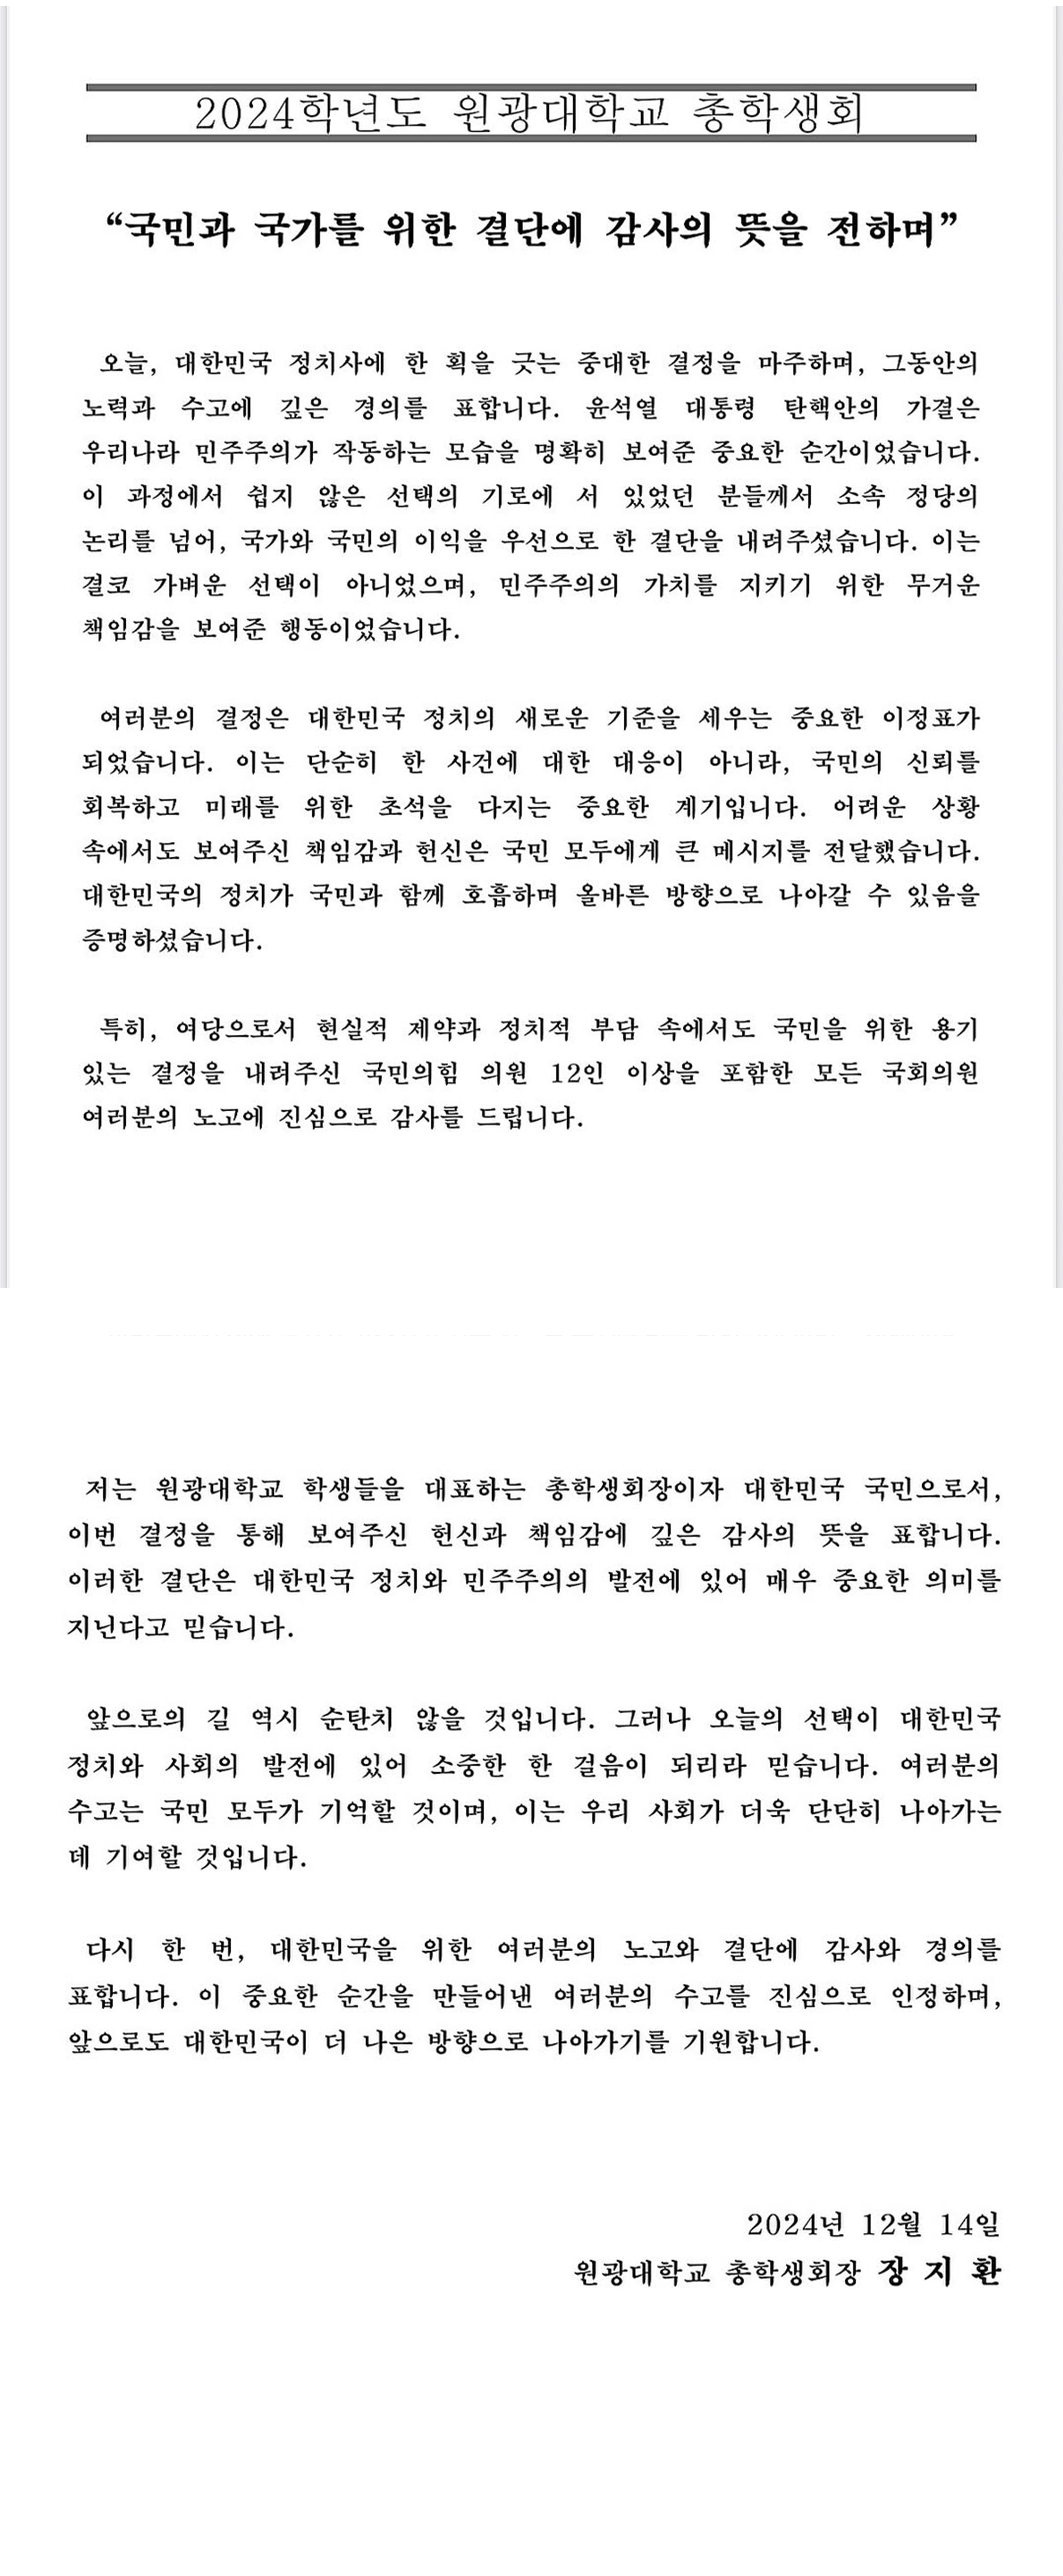 2024학년도 원광대학교 총학생회
“국민과 국가를 위한 결단에 감사의 뜻을 전하며”
오늘, 대한민국 정치사에 한 획을 긋는 중대한 결정을 마주하며, 그동안의
노력과 수고에 깊은 경의를 표합니다. 윤석열 대통령 탄핵안의 가결은
우리나라 민주주의가 작동하는 모습을 명확히 보여준 중요한 순간이었습니다.
이 과정에서 쉽지 않은 선택의 기로에 서 있었던 분들께서 소속 정당의
논리를 넘어, 국가와 국민의 이익을 우선으로 한 결단을 내려주셨습니다. 이는
결코 가벼운 선택이 아니었으며, 민주주의의 가치를 지키기 위한 무거운
책임감을 보여준 행동이었습니다.
여러분의 결정은 대한민국 정치의 새로운 기준을 세우는 중요한 이정표가
되었습니다. 이는 단순히 한 사건에 대한 대응이 아니라, 국민의 신뢰를
회복하고 미래를 위한 초석을 다지는 중요한 계기입니다. 어려운 상황
속에서도 보여주신 책임감과 헌신은 국민 모두에게 큰 메시지를 전달했습니다.
대한민국의 정치가 국민과 함께 호흡하며 올바른 방향으로 나아갈 수 있음을
증명하셨습니다.
특히, 여당으로서 현실적 제약과 정치적 부담 속에서도 국민을 위한 용기
있는 결정을 내려주신 국민의힘 의원 12인 이상을 포함한 모든 국회의원
여러분의 노고에 진심으로 감사를 드립니다.
저는 원광대학교 학생들을 대표하는 총학생회장이자 대한민국 국민으로서,
이번 결정을 통해 보여주신 헌신과 책임감에 깊은 감사의 뜻을 표합니다.
이러한 결단은 대한민국 정치와 민주주의의 발전에 있어 매우 중요한 의미를
지닌다고 믿습니다.
앞으로의 길 역시 순탄치 않을 것입니다. 그러나 오늘의 선택이 대한민국
정치와 사회의 발전에 있어 소중한 한 걸음이 되리라 믿습니다. 여러분의
수고는 국민 모두가 기억할 것이며, 이는 우리 사회가 더욱 단단히 나아가는
데 기여할 것입니다.
다시 한 번, 대한민국을 위한 여러분의 노고와 결단에 감사와 경의를
표합니다. 이 중요한 순간을 만들어낸 여러분의 수고를 진심으로 인정하며,
앞으로도 대한민국이 더 나은 방향으로 나아가기를 기원합니다.
2024년 12월 14일
원광대학교 총학생회장 장 지 환